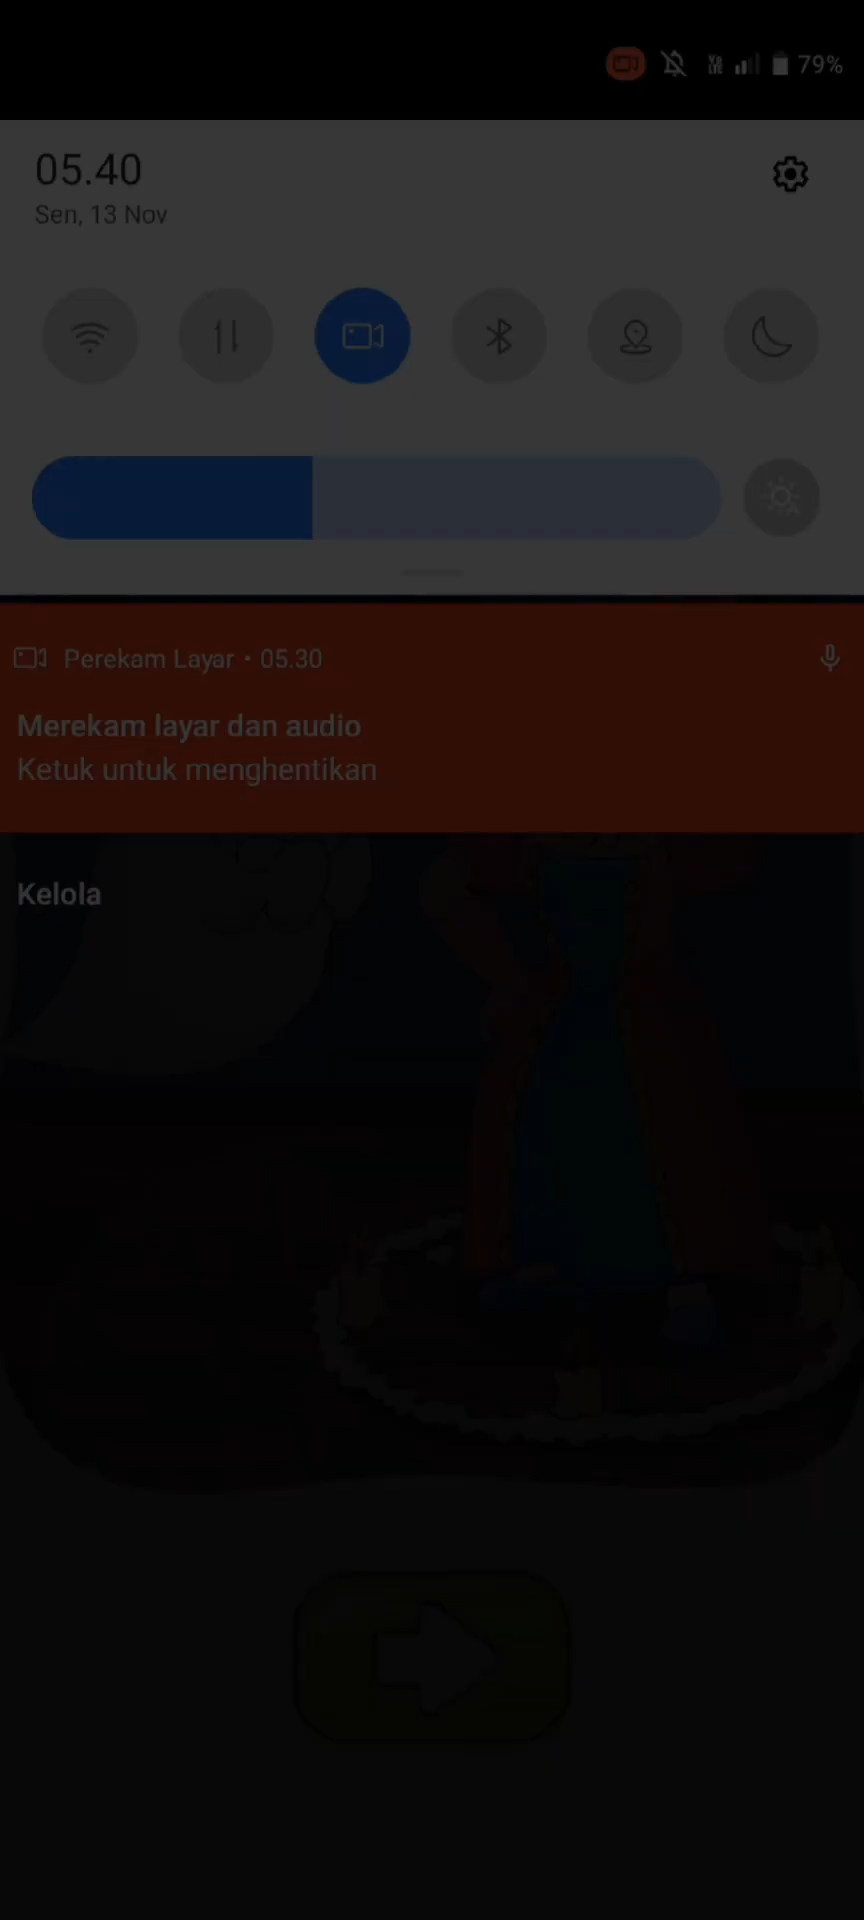 79%
05.40
Sen, 13 Nov
Perekam Layar • 05.30
Merekam layar dan audio
Ketuk untuk menghentikan
Kelola